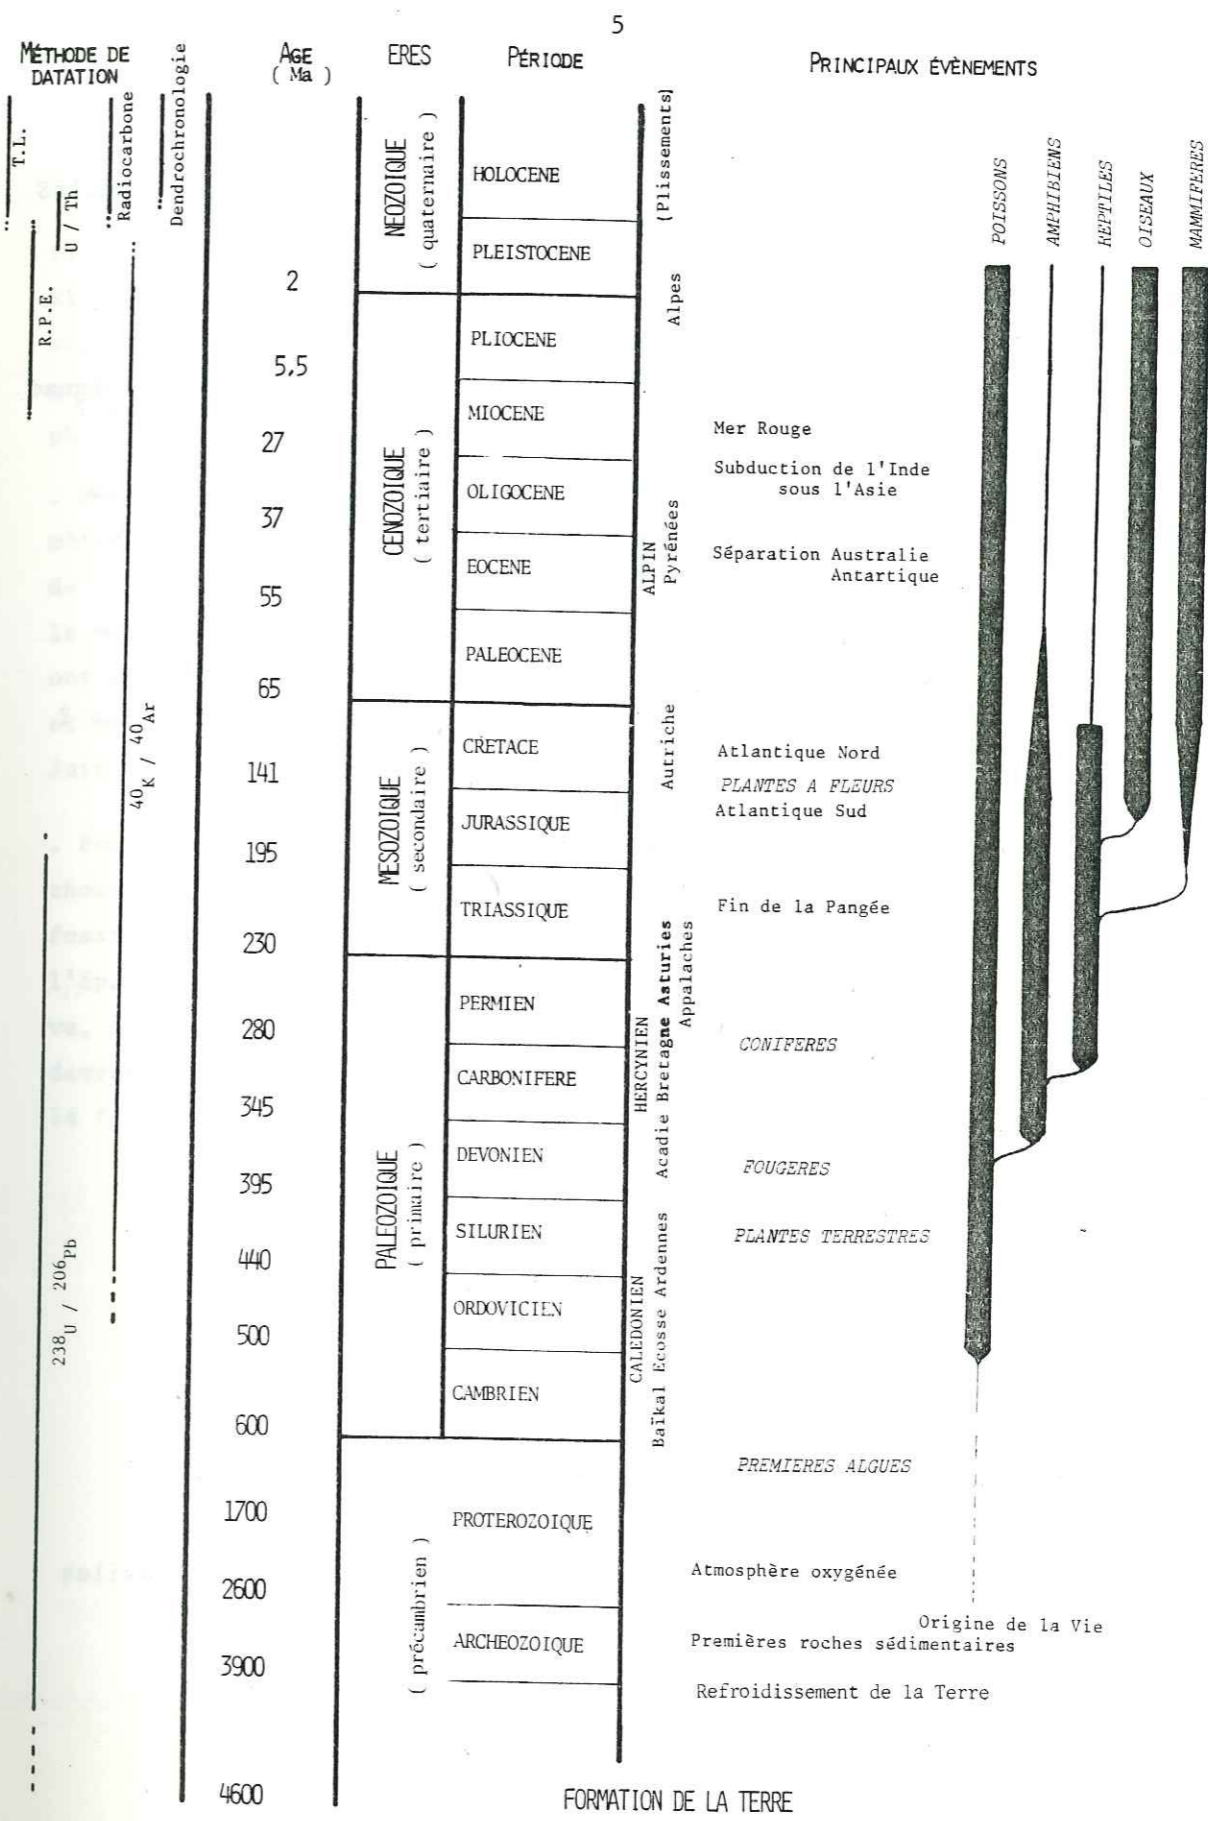 5
MÉTHODE DE
DATATION
AGE
( Ma )
ERES
PÉRIODE
PRINCIPAUX ÉVÈNEMENTS
T.L.
R.P.E.
U / Th
Radiocarbone
Dendrochronologie
40K / 40Ar
238U / 206Pb
2
5,5
27
37
55
65
141
195
230
280
345
395
440
500
600
1700
2600
3900
4600
NEOZOIQUE
( quaternaire )
CENOZOIQUE
( tertiaire )
MESOZOIQUE
( secondaire )
PALEOZOIQUE
( primaire )
( précambrien )
HOLOCENE
PLEISTOCENE
PLIOCENE
MIOCENE
OLIGOCENE
EOCENE
PALEOCENE
CRETACE
JURASSIQUE
TRIASSIQUE
PERMIEN
CARBONIFERE
DEVONIEN
SILURIEN
ORDOVICIEN
CAMBRIEN
PROTEROZOIQUE
ARCHEOZOIQUE
(Plissements)
Alpes
ALPIN
Pyrénées
Autriche
HERCYNIEN
Acadie Bretagne Asturies
Appalaches
CALEDONIEN
Baïkal Ecosse Ardennes
Mer Rouge
Subduction de l'Inde
sous l'Asie
Séparation Australie
Antartique
Atlantique Nord
PLANTES A FLEURS
Atlantique Sud
Fin de la Pangée
CONIFERES
FOUGERES
PLANTES TERRESTRES
PREMIERES ALGUES
Atmosphère oxygénée
Origine de la Vie
Premières roches sédimentaires
Refroidissement de la Terre
FORMATION DE LA TERRE
POISSONS
AMPHIBIENS
REPTILES
OISEAUX
MAMMIFERES